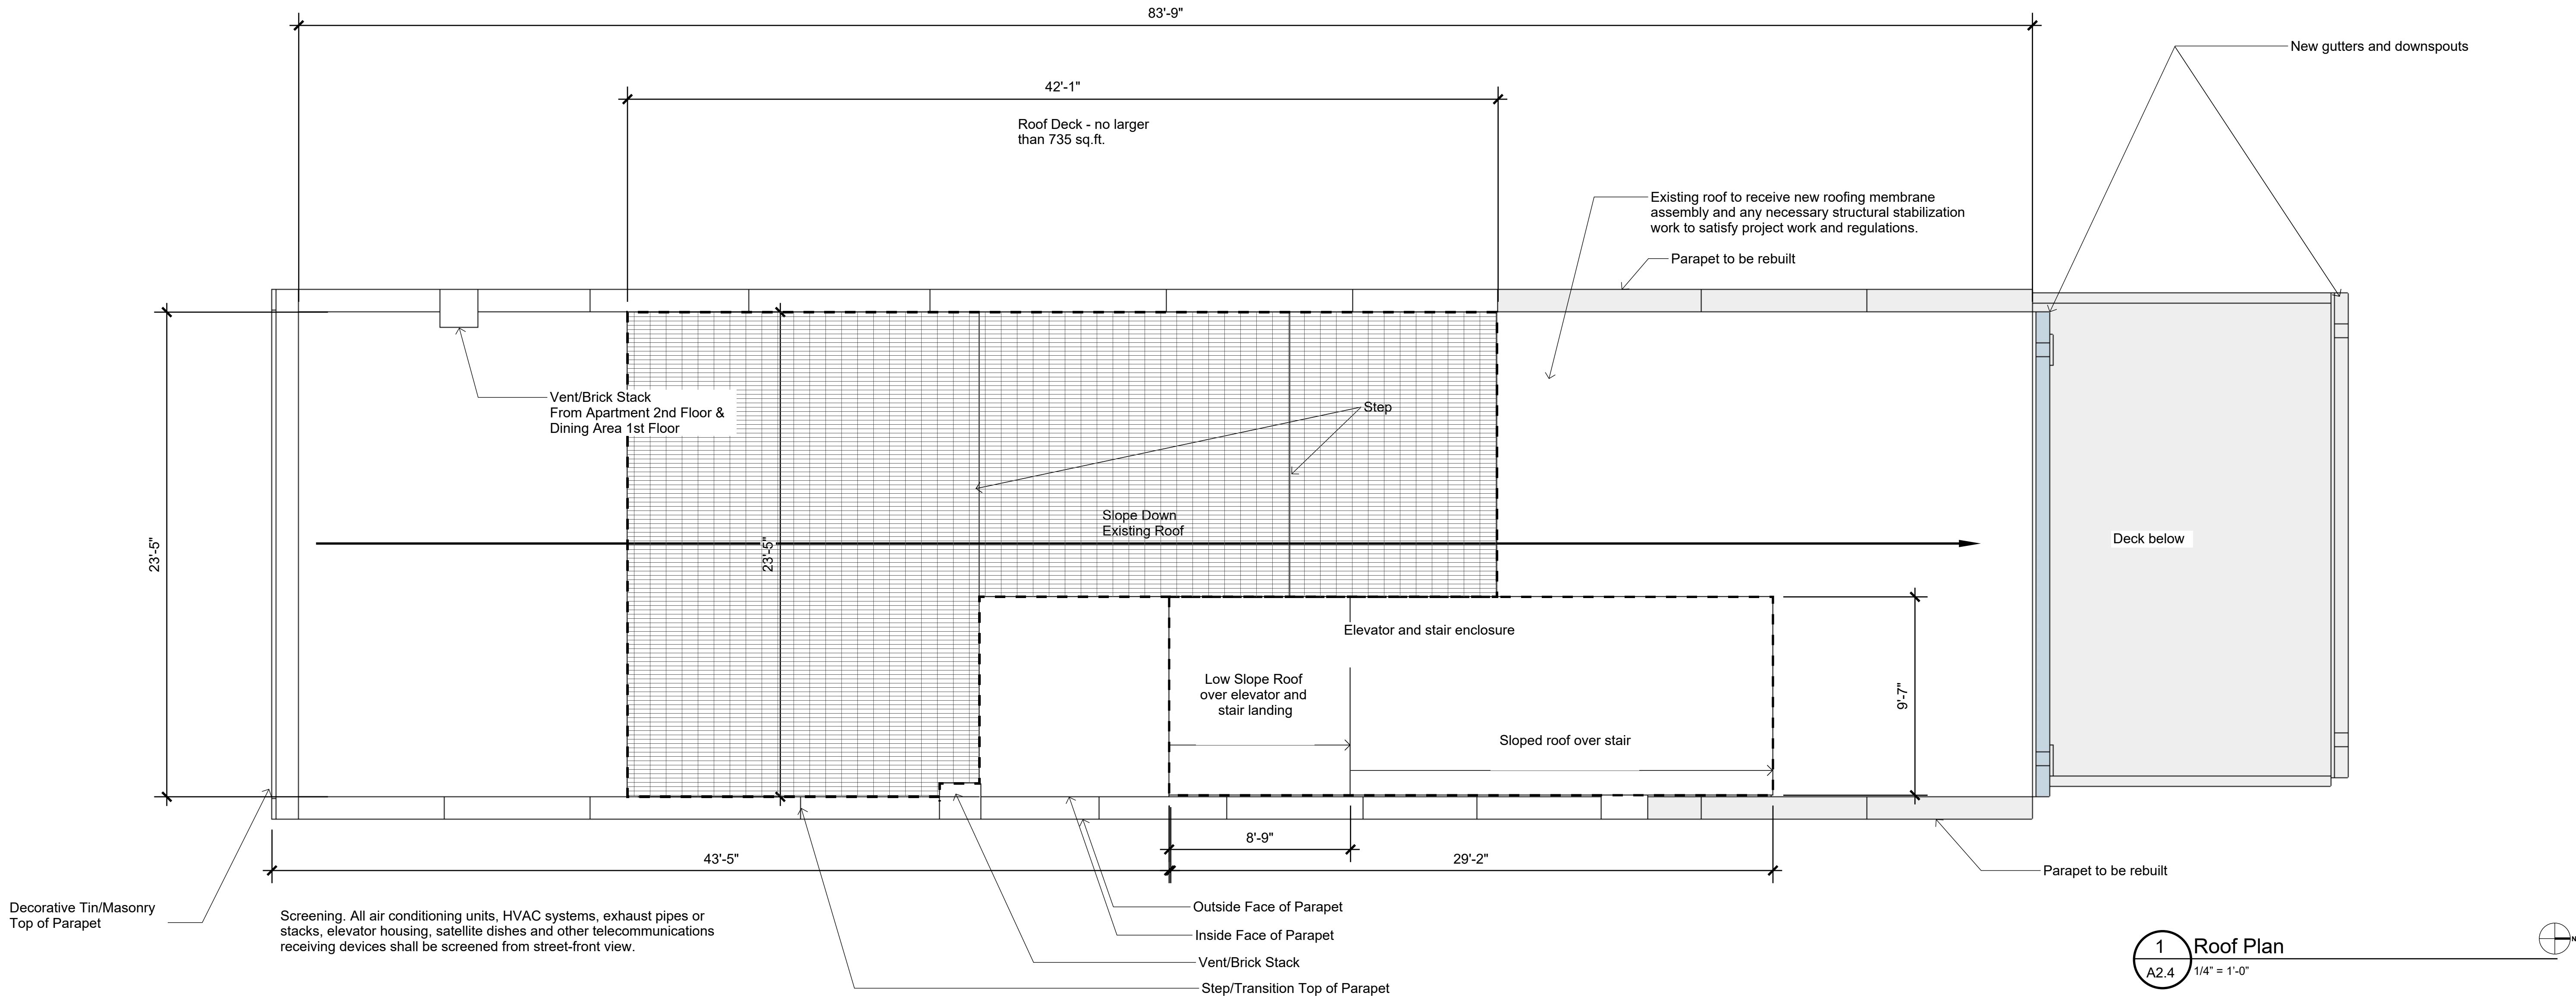 83'-9"
New gutters and downspouts
42'-1"
Roof Deck - no larger
than 735 sq.ft.
Existing roof to receive new roofing membrane
assembly and any necessary structural stabilization
work to satisfy project work and regulations.
Parapet to be rebuilt
Vent/Brick Stack
From Apartment 2nd Floor &
Dining Area 1st Floor
Step
Slope Down
Existing Roof
23'-5"
23'-5"
Deck below
Elevator and stair enclosure
Low Slope Roof
over elevator and
stair landing
9'-7"
Sloped roof over stair
8'-9"
43'-5"
29'-2"
Parapet to be rebuilt
Decorative Tin/Masonry
Top of Parapet
Screening. All air conditioning units, HVAC systems, exhaust pipes or
stacks, elevator housing, satellite dishes and other telecommunications
receiving devices shall be screened from street-front view.
Outside Face of Parapet
Inside Face of Parapet
Vent/Brick Stack
Step/Transition Top of Parapet
1
A2.4
Roof Plan
1/4" = 1'-0"
N